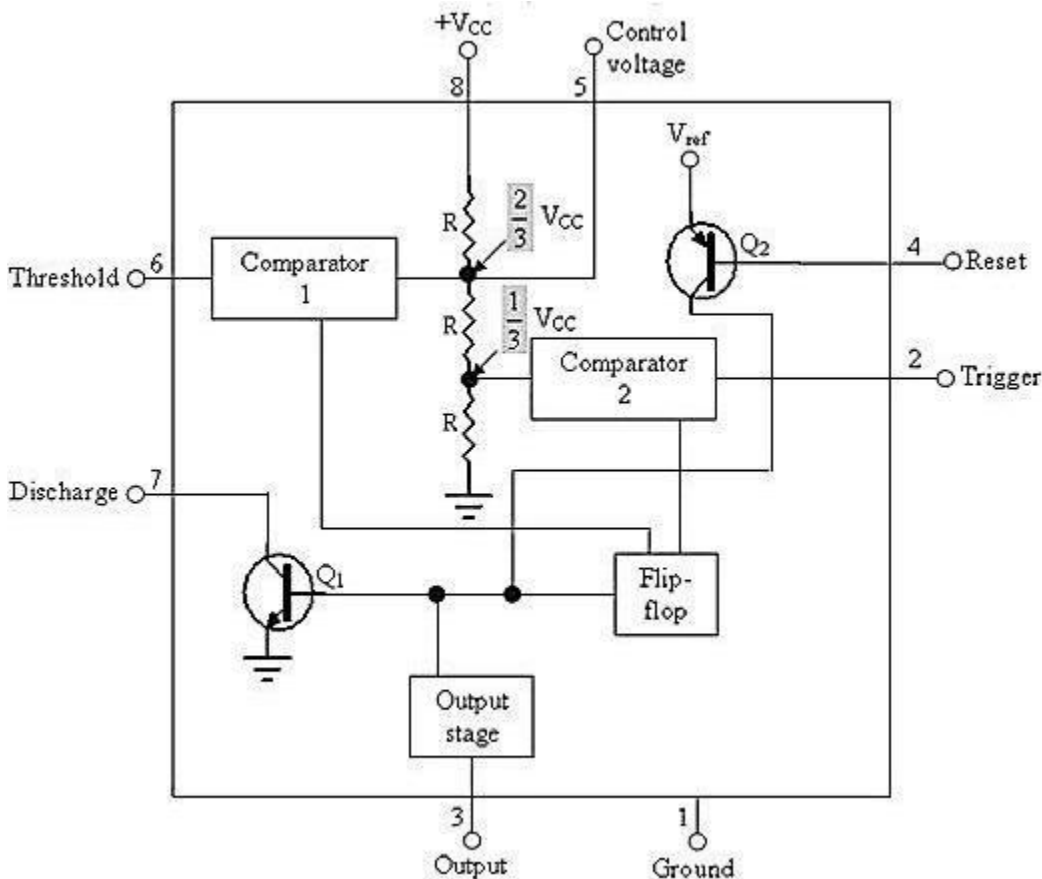 +VCC
Control
voltage
8
5
Vref
R
2/3 VCC
Q2
4
Reset
Threshold
6
Comparator
1
R
1/3 VCC
Comparator
2
2
Trigger
R
Discharge
7
Q1
Flip-
flop
Output
stage
3
1
Output
Ground